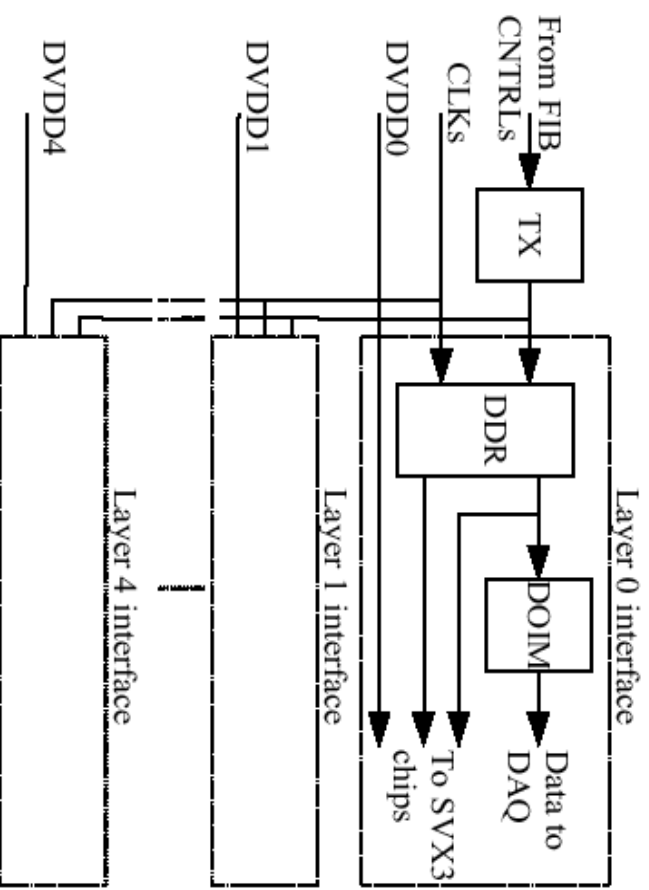 From FIB
CNTRLs
CLKs
DVDD0
DVDD1
DVDD4
TX
DDR
DOIM
Layer 0 interface
Layer 1 interface
Layer 4 interface
Data to
DAQ
To SVX3
chips